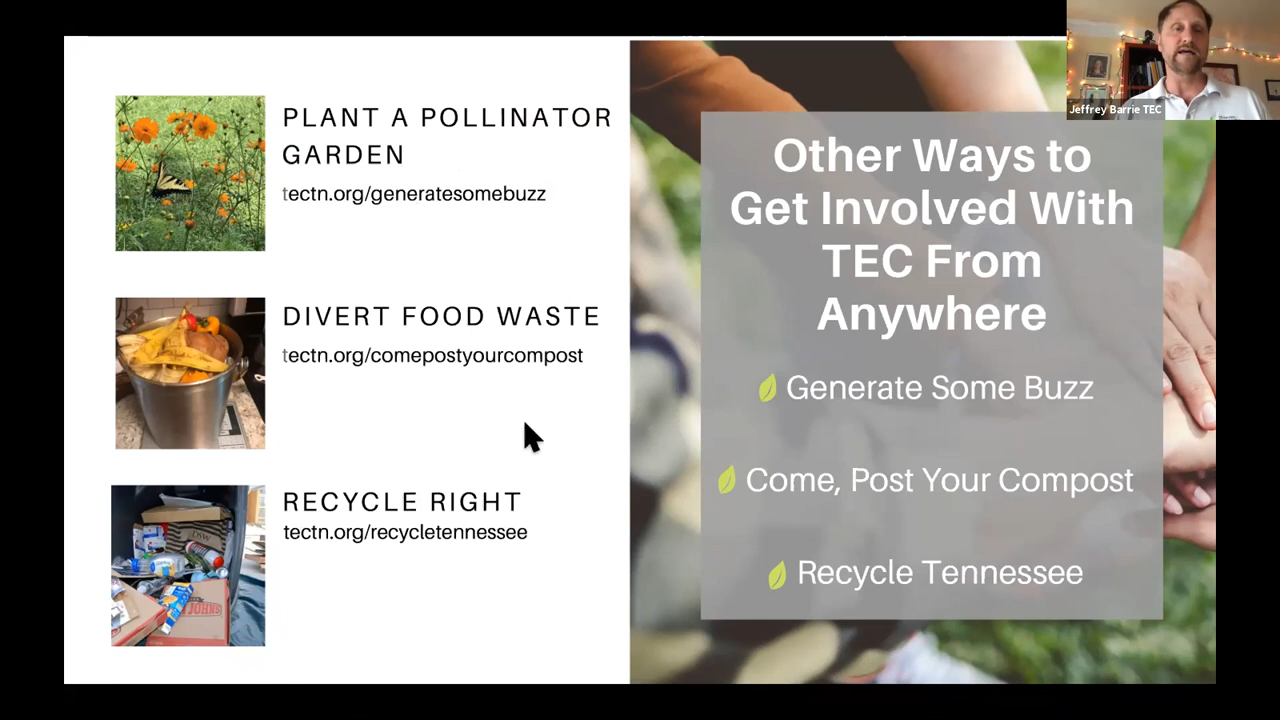 PLANT A POLLINATOR
GARDEN
tectn.org/generatesomebuzz
DIVERT FOOD WASTE
tectn.org/comepostyourcompost
RECYCLE RIGHT
tectn.org/recycletennessee
DSW
JOHNS
Jeffrey Barrie TEC
Other Ways to
Get Involved With
TEC From
Anywhere
Generate Some Buzz
Come, Post Your Compost
Recycle Tennessee